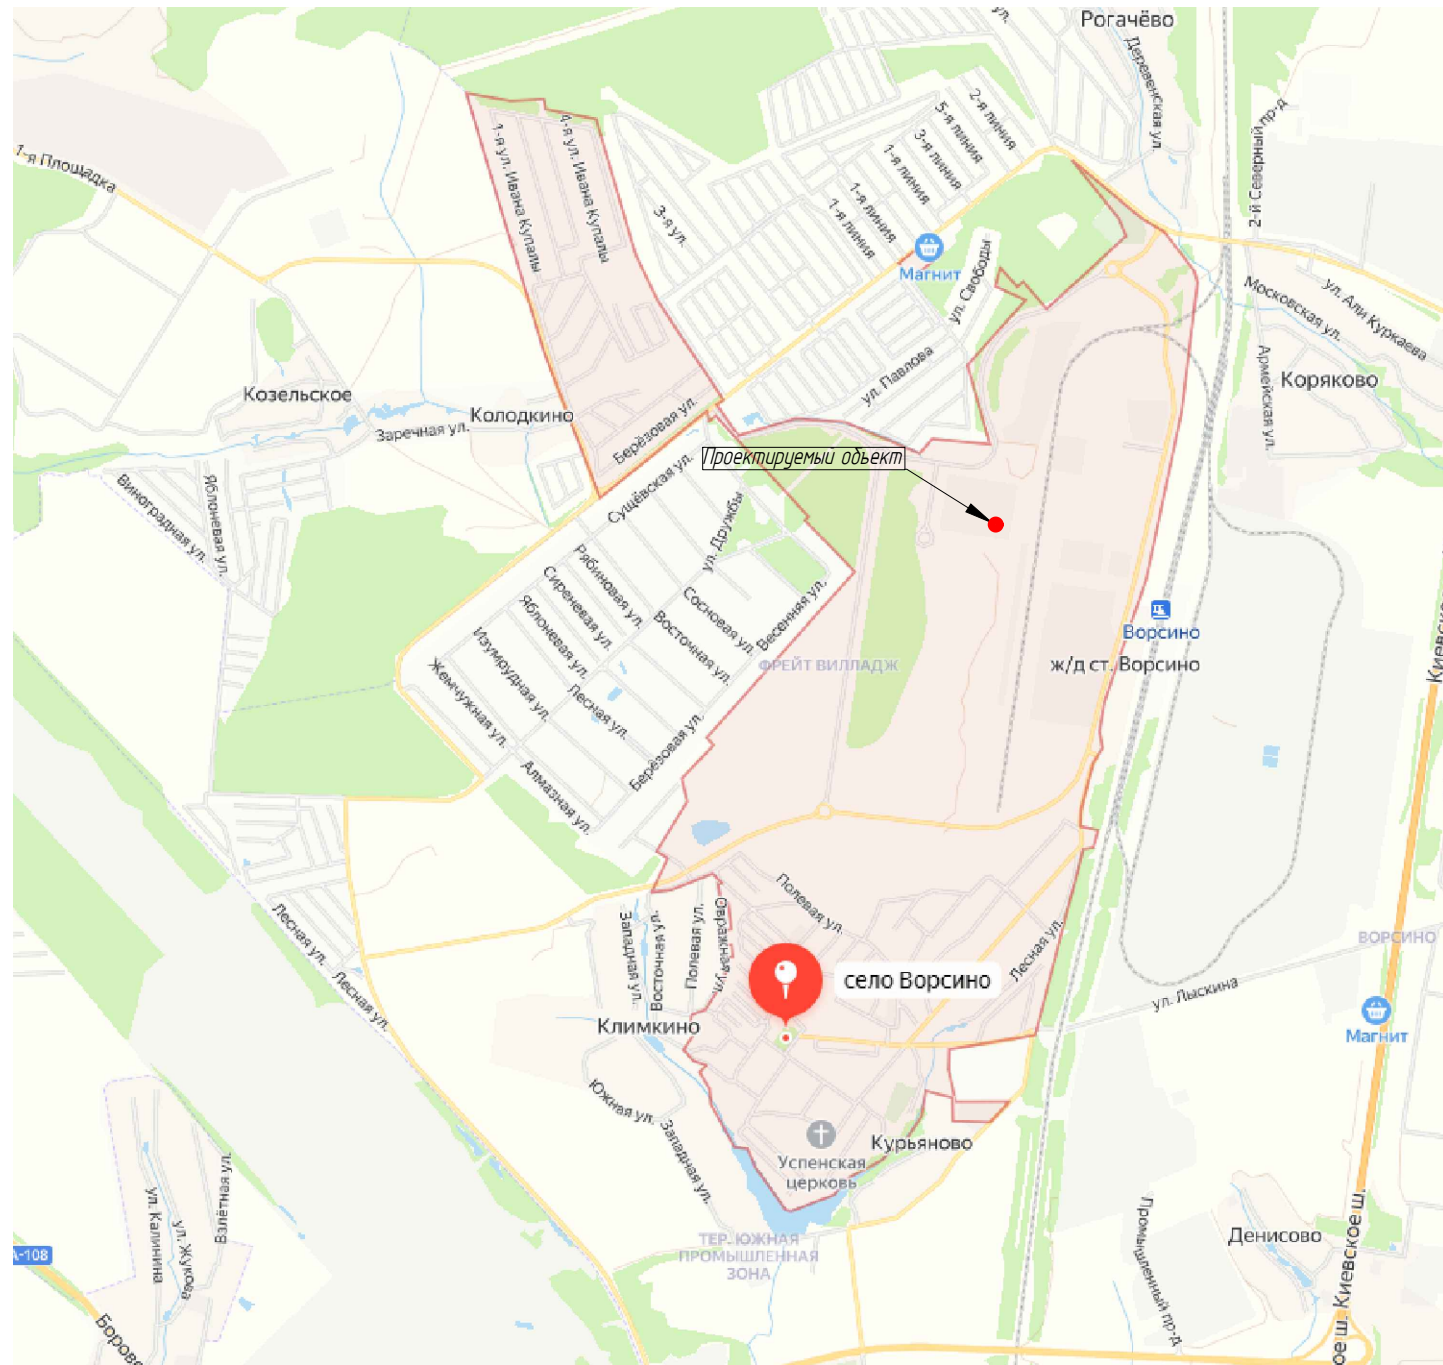 Рогачёво
Деревенская ул.
2-й Северный пр-д
2-я линия
5-я линия
3-я линия
1-я линия
1-я линия
1-я линия
1-я Площадка
1-я ул. Ивана Купалы
4-я ул. Ивана Купалы
3-я ул.
Магнит
ул. Свободы
ул. Павлова
Московская ул.
ул. Али Куркаева
Армейская ул.
Коряково
Козельское
Колодкино
Заречная ул.
Берёзовая ул.
Проектируемый объект
Виноградная ул.
Яблоневая ул.
Сущёвская ул.
ул. Дружбы
Рябиновая ул.
Сиреневая ул.
Яблоневая ул.
Изумрудная ул.
Жемчужная ул.
Сосновая ул.
Весенняя ул.
Восточная ул.
Лесная ул.
Берёзовая ул.
Алмазная ул.
ФРЕЙТ ВИЛЛАДЖ
Ворсино
ж/д ст. Ворсино
Киевско
Полевая ул.
Лесная ул.
Лесная ул.
Лесная ул.
Западная ул.
Восточная ул.
Полевая ул.
Овражная ул.
село Ворсино
ВОРСИНО
ул. Лыскина
Магнит
Климкино
Южная ул.
Западная ул.
Успенская
церковь
Курьяново
ТЕР. ЮЖНАЯ
ПРОМЫШЛЕННАЯ
ЗОНА
Промышленный пр-д
Денисово
ое ш. Киевское ш.
А-108
ул. Калинина
ул. Жукова
Взлётная ул.
Боровс